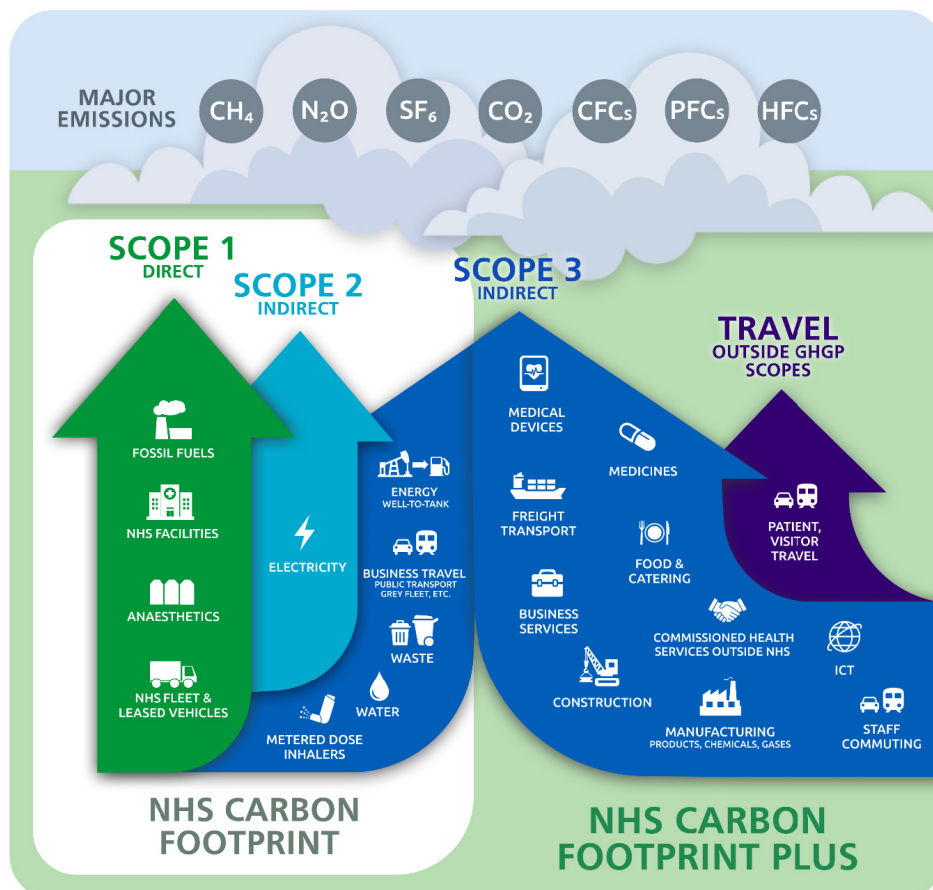 MAJOR
EMISSIONS
CH₄
N₂O
SF₆
CO₂
CFCs
PFCs
HFCs
SCOPE 1
DIRECT
SCOPE 2
INDIRECT
SCOPE 3
INDIRECT
TRAVEL
OUTSIDE GHGP
SCOPES
FOSSIL FUELS
NHS FACILITIES
ANAESTHETICS
NHS FLEET &
LEASED VEHICLES
ELECTRICITY
ENERGY
WELL-TO-TANK
BUSINESS TRAVEL
PUBLIC TRANSPORT
GREY FLEET, ETC.
WASTE
WATER
METERED DOSE
INHALERS
MEDICAL
DEVICES
MEDICINES
FREIGHT
TRANSPORT
FOOD &
CATERING
BUSINESS
SERVICES
COMMISSIONED HEALTH
SERVICES OUTSIDE NHS
CONSTRUCTION
MANUFACTURING
PRODUCTS, CHEMICALS, GASES
ICT
STAFF
COMMUTING
PATIENT,
VISITOR
TRAVEL
NHS CARBON
FOOTPRINT
NHS CARBON
FOOTPRINT PLUS